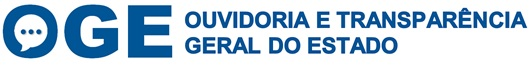 OGE
OUVIDORIA E TRANSPARÊNCIA
GERAL DO ESTADO